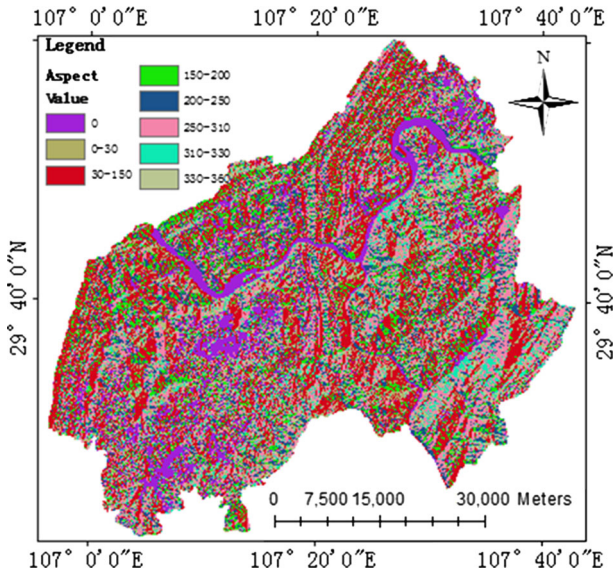 107° 0′0″E 107° 20′0″E 107° 40′0″E
Legend
Aspect
Value
0
0-30
30-150
150-200
200-250
250-310
310-330
330-360
N
29° 40′0″N
29° 40′0″N
0 7,500 15,000 30,000 Meters
107° 0′0″E 107° 20′0″E 107° 40′0″E